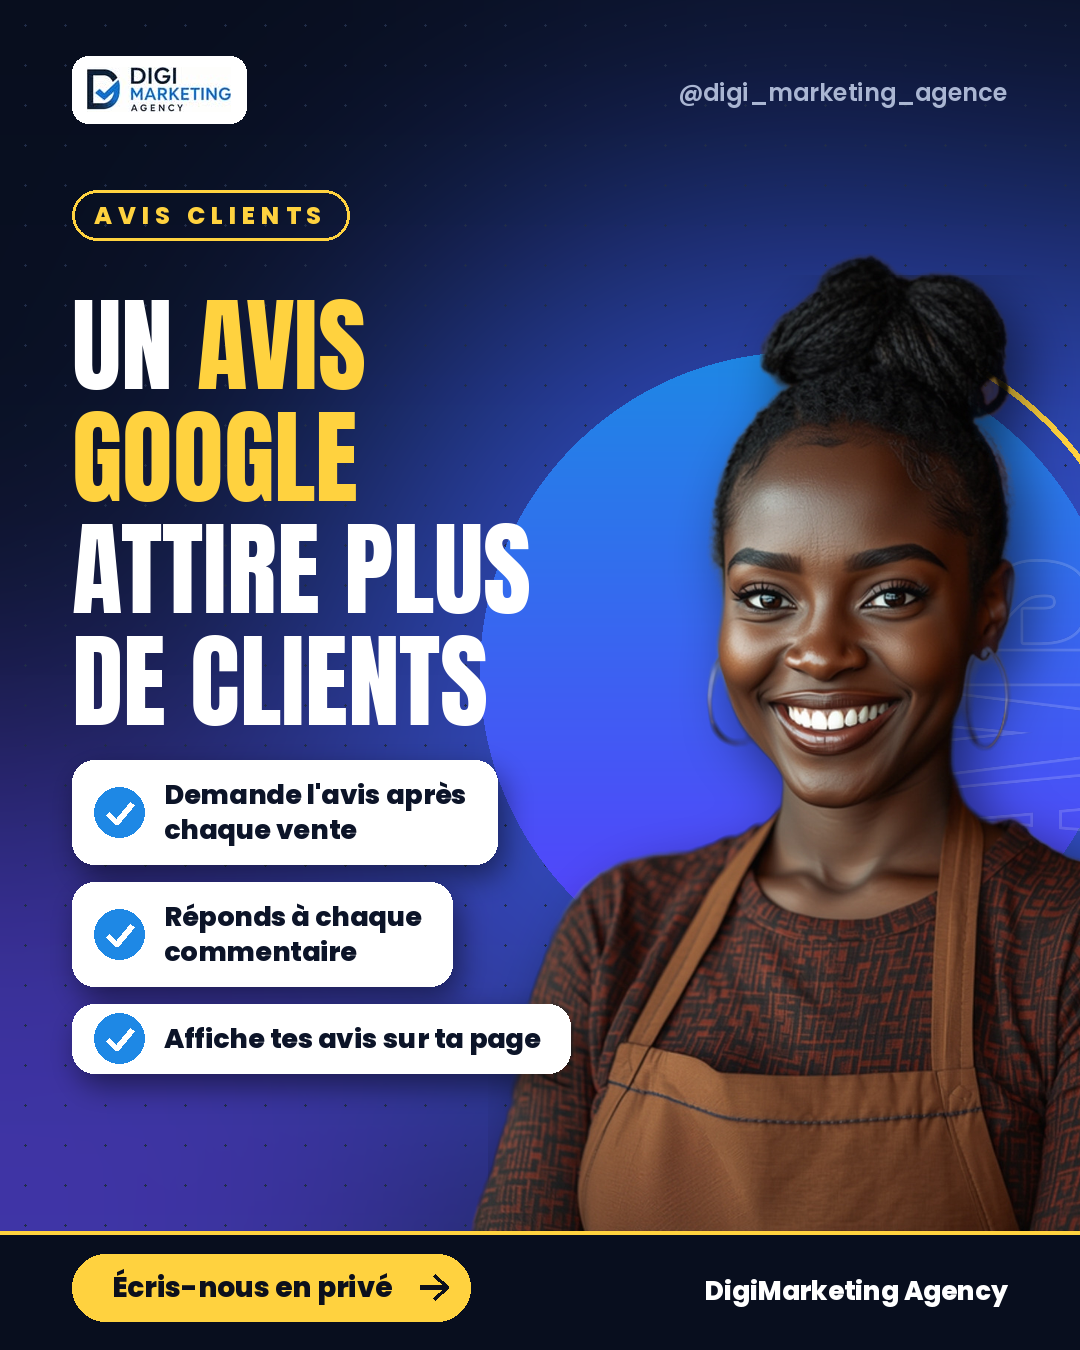 DIGI
MARKETING
AGENCY
@digi_marketing_agence
AVIS CLIENTS
UN AVIS
GOOGLE
ATTIRE PLUS
DE CLIENTS
Demande l'avis après
chaque vente
Réponds à chaque
commentaire
Affiche tes avis sur ta page
Écris-nous en privé
DigiMarketing Agency